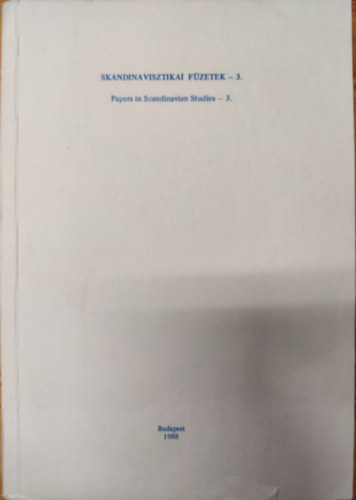 SKANDINAVISZTIKAI FÜZETEK – 3.
Papers in Scandinavian Studies – 3.
Budapest
1988